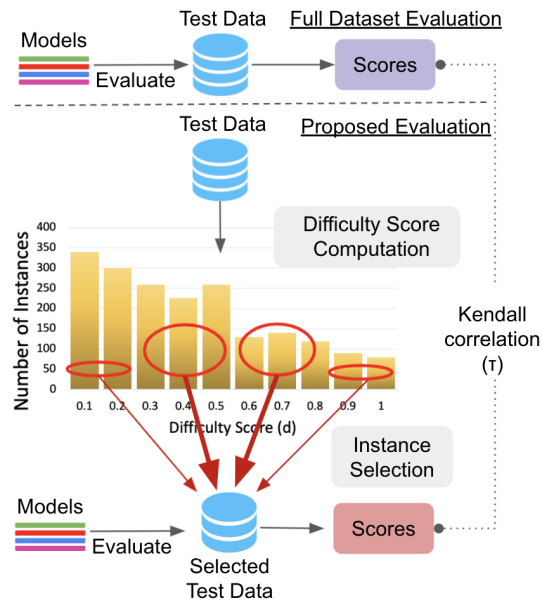 Full Dataset Evaluation
Models
Evaluate
Test Data
Scores
Test Data
Proposed Evaluation
Difficulty Score
Computation
Number of Instances
400
350
300
250
200
150
100
50
0
0.1 0.2 0.3 0.4 0.5 0.6 0.7 0.8 0.9 1
Difficulty Score (d)
Kendall
correlation
(τ)
Instance
Selection
Models
Evaluate
Selected
Test Data
Scores